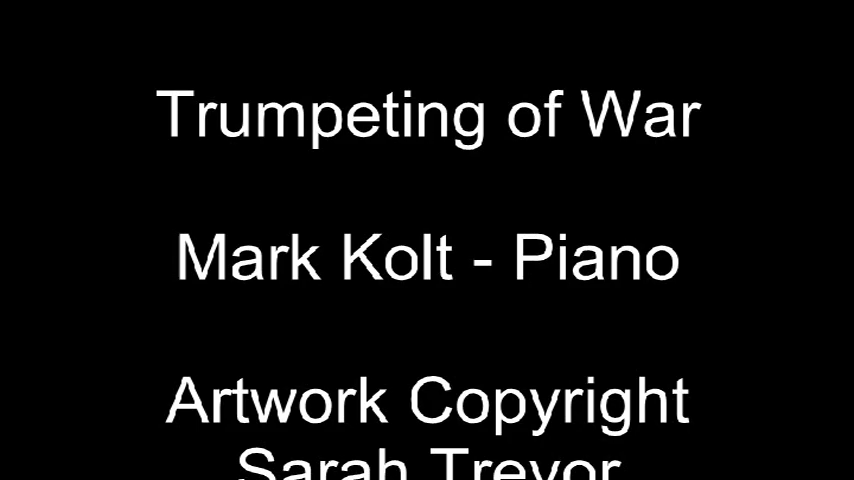 Trumpeting of War
Mark Kolt - Piano
Artwork Copyright
Sarah Trevor